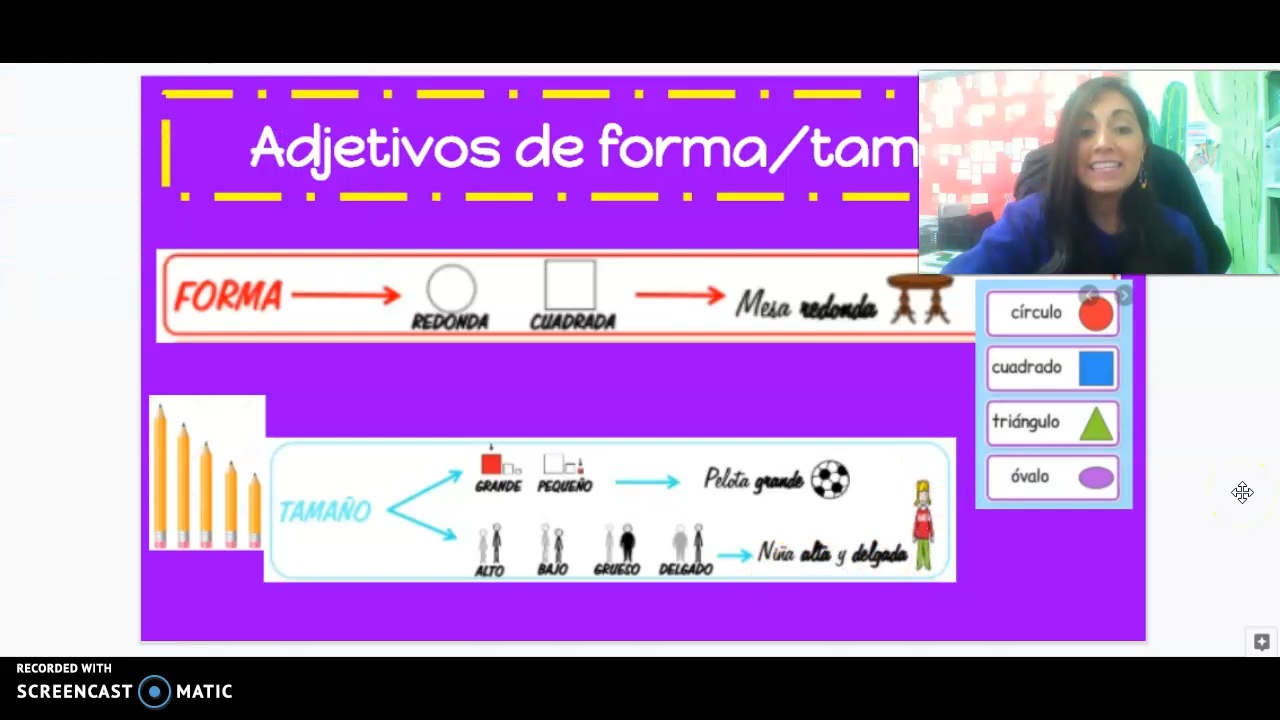 Adjetivos de forma/tam
FORMA
REDONDA
CUADRADA
Mesa redonda
círculo
cuadrado
triángulo
óvalo
TAMAÑO
GRANDE
PEQUEÑO
Pelota grande
ALTO
BAJO
GRUESO
DELGADO
Niña alta y delgada
RECORDED WITH
SCREENCAST MATIC